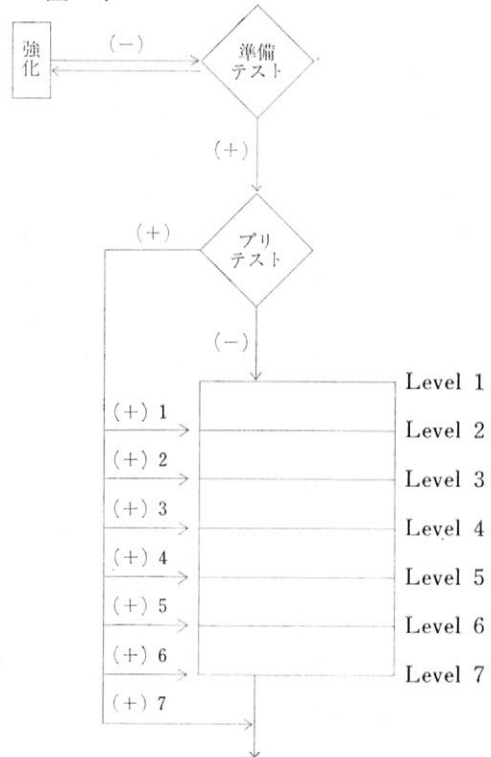 (−)
強化
準備
テスト
(+)
(+)
プリ
テスト
(−)
Level 1
(+) 1
Level 2
(+) 2
Level 3
(+) 3
Level 4
(+) 4
Level 5
(+) 5
Level 6
(+) 6
Level 7
(+) 7